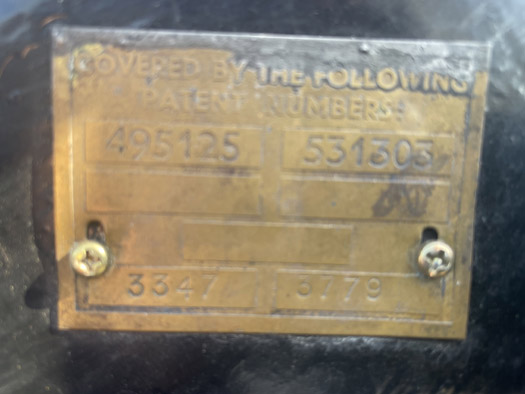 COVERED BY THE FOLLOWING
PATENT NUMBERS:
495125 531303
3347 3779